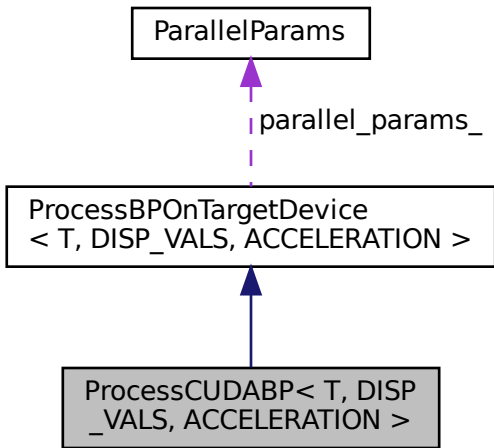 ParallelParams
parallel_params_
ProcessBPOnTargetDevice
< T, DISP_VALS, ACCELERATION >
ProcessCUDABP< T, DISP
_VALS, ACCELERATION >